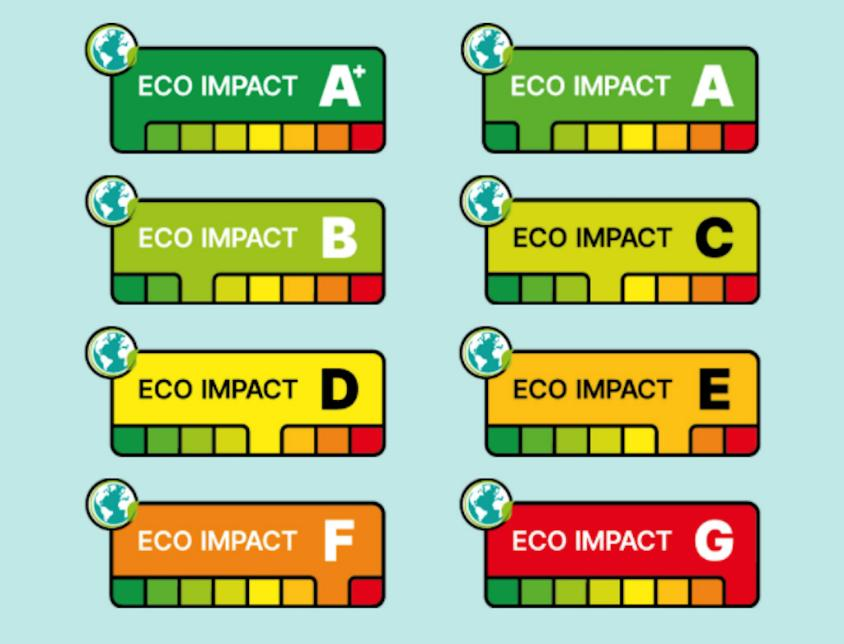 ECO IMPACT A+
ECO IMPACT A
ECO IMPACT B
ECO IMPACT C
ECO IMPACT D
ECO IMPACT E
ECO IMPACT F
ECO IMPACT G